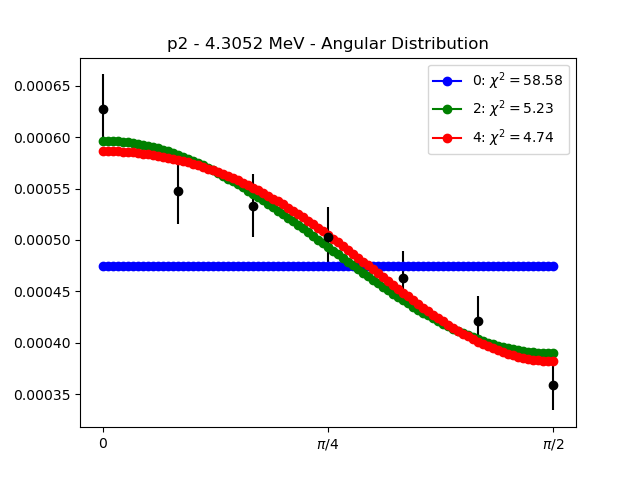 p2 - 4.3052 MeV - Angular Distribution
0: χ² = 58.58
2: χ² = 5.23
4: χ² = 4.74
0.00065
0.00060
0.00055
0.00050
0.00045
0.00040
0.00035
0
π/4
π/2